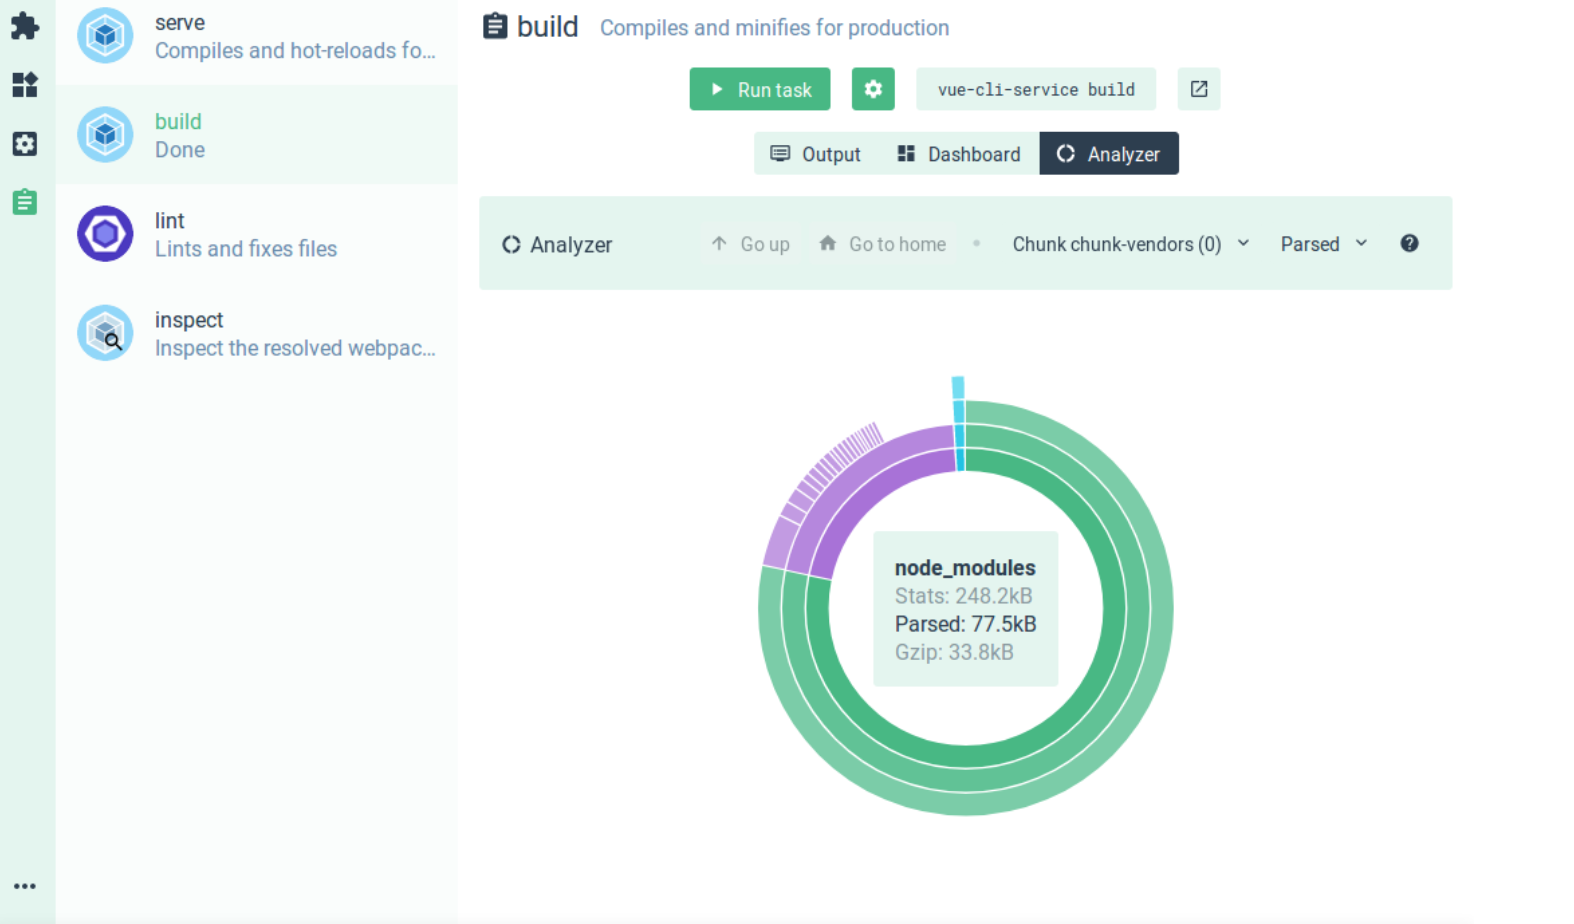 serve
Compiles and hot-reloads fo...
build
Done
lint
Lints and fixes files
inspect
Inspect the resolved webpac...
build Compiles and minifies for production
Run task vue-cli-service build
Output Dashboard Analyzer
Analyzer Go up Go to home Chunk chunk-vendors (0) Parsed
node_modules
Stats: 248.2kB
Parsed: 77.5kB
Gzip: 33.8kB